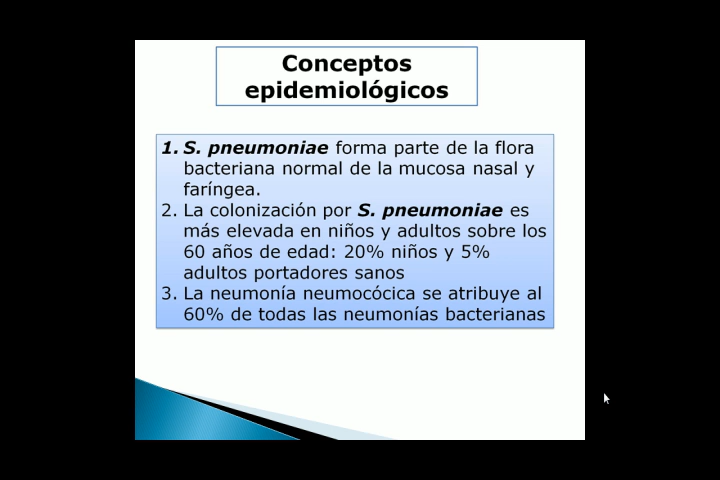 Conceptos
epidemiológicos
1. S. pneumoniae forma parte de la flora
bacteriana normal de la mucosa nasal y
faríngea.
2. La colonización por S. pneumoniae es
más elevada en niños y adultos sobre los
60 años de edad: 20% niños y 5%
adultos portadores sanos
3. La neumonía neumocócica se atribuye al
60% de todas las neumonías bacterianas